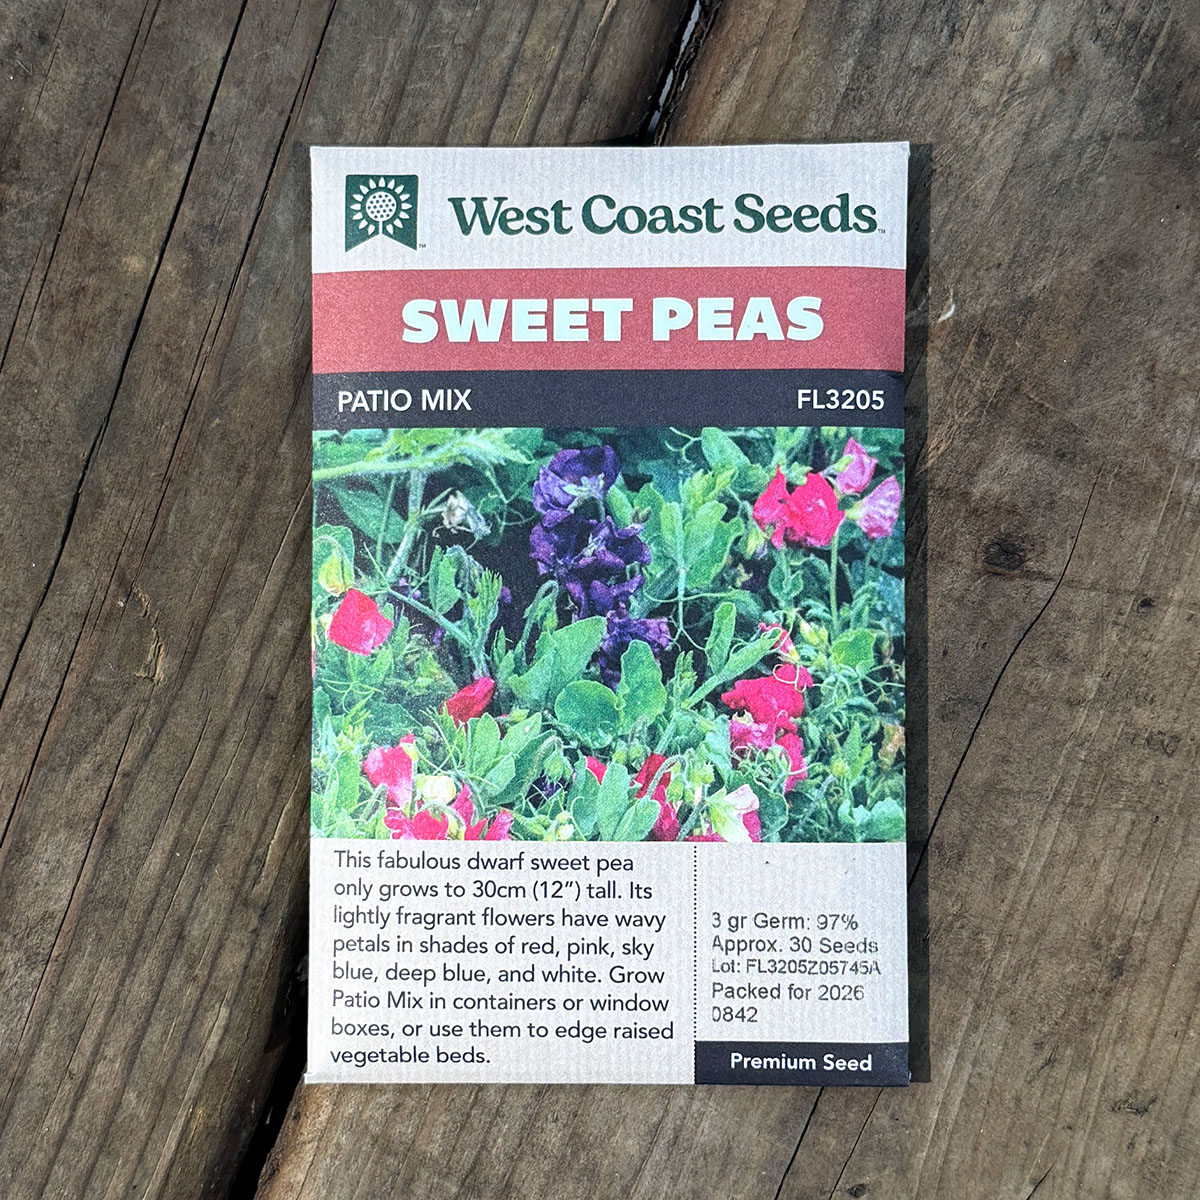 West Coast Seeds™
SWEET PEAS
PATIO MIX FL3205
This fabulous dwarf sweet pea
only grows to 30cm (12″) tall. Its
lightly fragrant flowers have wavy
petals in shades of red, pink, sky
blue, deep blue, and white. Grow
Patio Mix in containers or window
boxes, or use them to edge raised
vegetable beds.
3 gr Germ: 97%
Approx. 30 Seeds
Lot: FL3205Z05745A
Packed for 2026
0842
Premium Seed